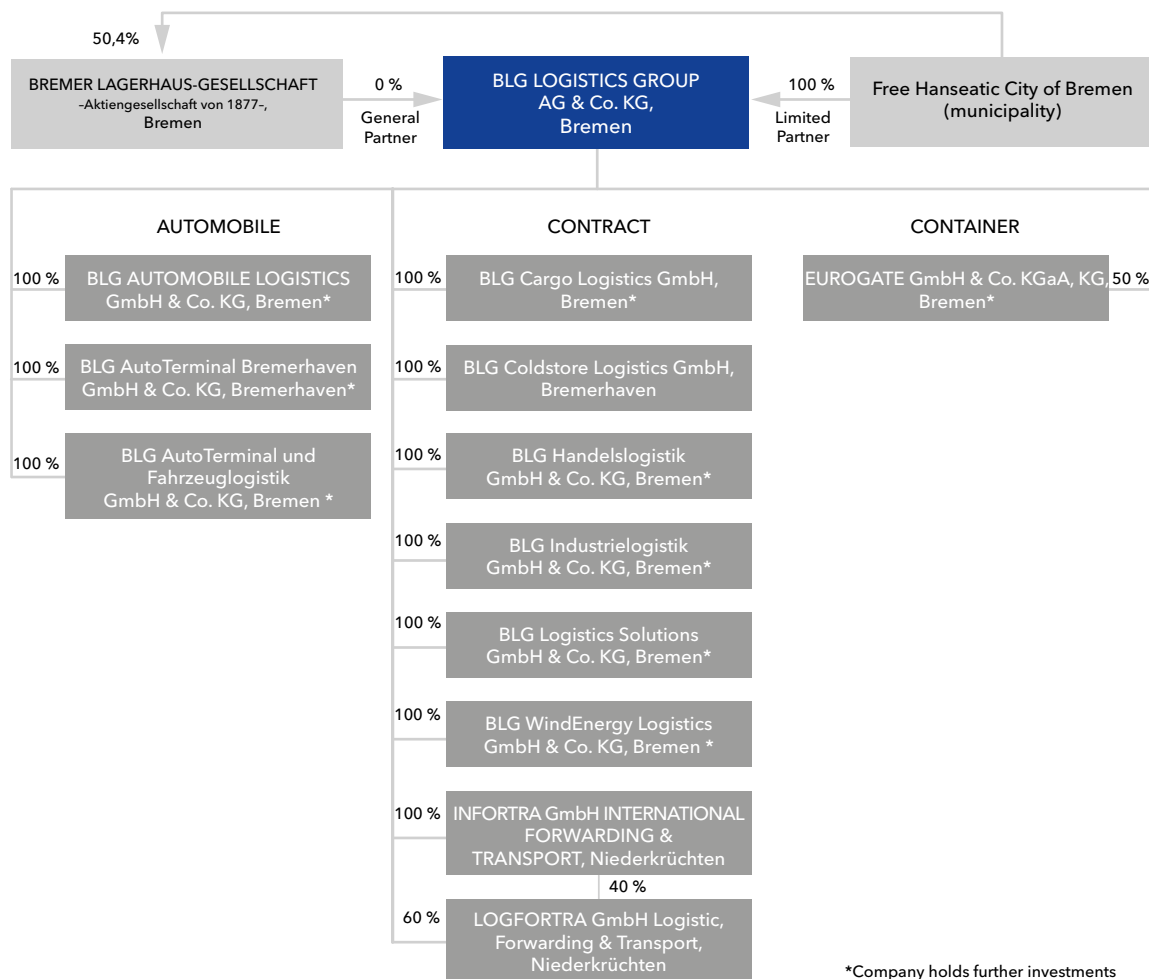 50,4%
BREMER LAGERHAUS-GESELLSCHAFT
–Aktiengesellschaft von 1877–,
Bremen
0 %
General
Partner
BLG LOGISTICS GROUP
AG & Co. KG,
Bremen
100 %
Limited
Partner
Free Hanseatic City of Bremen
(municipality)
AUTOMOBILE
100 %
BLG AUTOMOBILE LOGISTICS
GmbH & Co. KG, Bremen*
100 %
BLG AutoTerminal Bremerhaven
GmbH & Co. KG, Bremerhaven*
100 %
BLG AutoTerminal und
Fahrzeuglogistik
GmbH & Co. KG, Bremen *
CONTRACT
100 %
BLG Cargo Logistics GmbH,
Bremen*
100 %
BLG Coldstore Logistics GmbH,
Bremerhaven
100 %
BLG Handelslogistik
GmbH & Co. KG, Bremen*
100 %
BLG Industrielogistik
GmbH & Co. KG, Bremen*
100 %
BLG Logistics Solutions
GmbH & Co. KG, Bremen*
100 %
BLG WindEnergy Logistics
GmbH & Co. KG, Bremen *
100 %
INFORTRA GmbH INTERNATIONAL
FORWARDING &
TRANSPORT, Niederkrüchten
40 %
60 %
LOGFORTRA GmbH Logistic,
Forwarding & Transport,
Niederkrüchten
CONTAINER
EUROGATE GmbH & Co. KGaA, KG,
Bremen*
50 %
*Company holds further investments